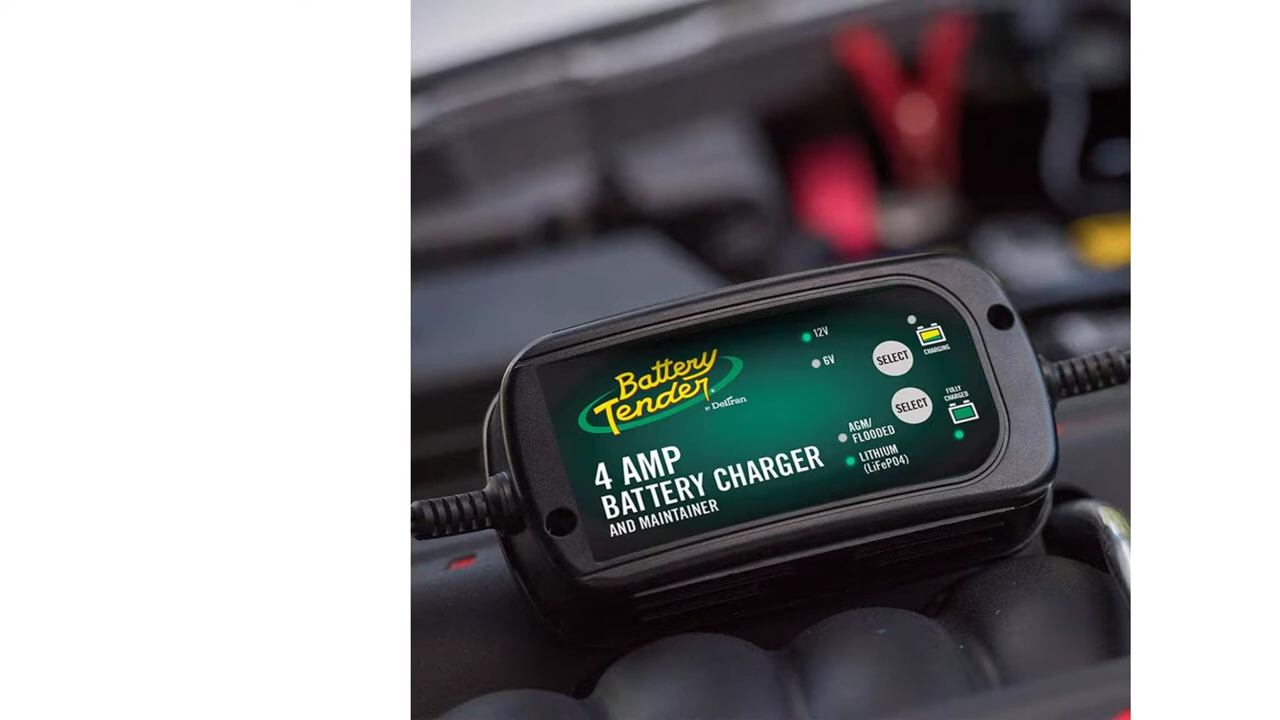 Battery
Tender
BY Deltran
4 AMP
BATTERY CHARGER
AND MAINTAINER
12V
6V
SELECT
CHARGING
SELECT
FULLY
CHARGED
AGM/
FLOODED
LITHIUM
(LiFePO4)